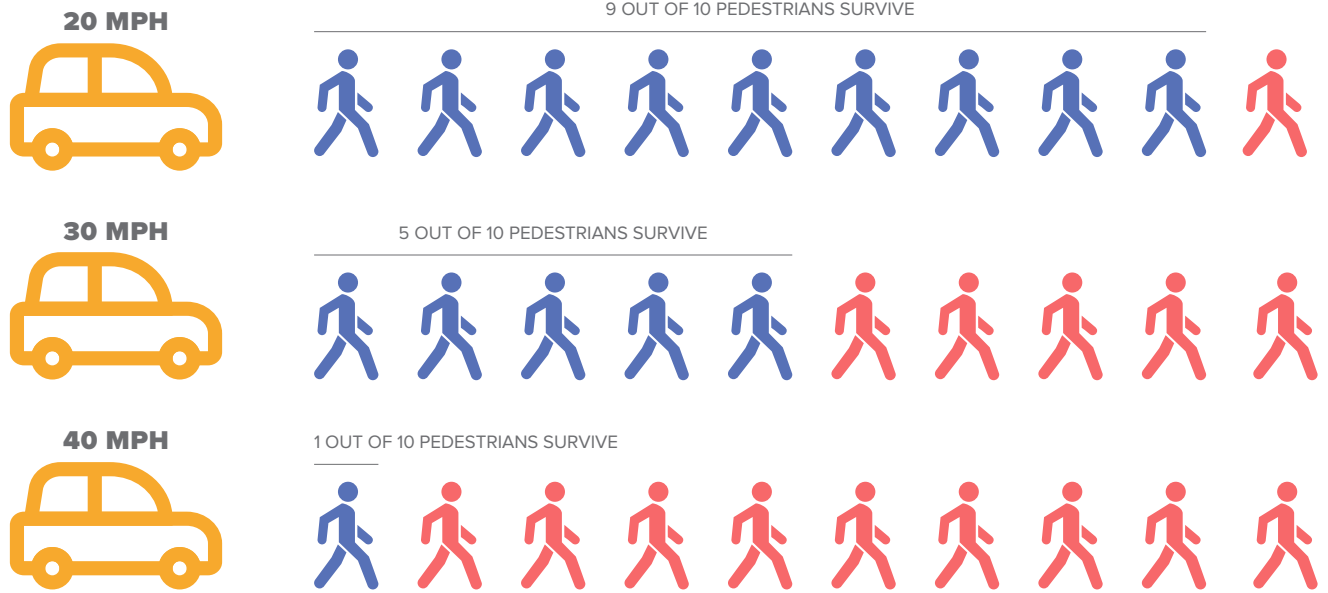 20 MPH
9 OUT OF 10 PEDESTRIANS SURVIVE
30 MPH
5 OUT OF 10 PEDESTRIANS SURVIVE
40 MPH
1 OUT OF 10 PEDESTRIANS SURVIVE